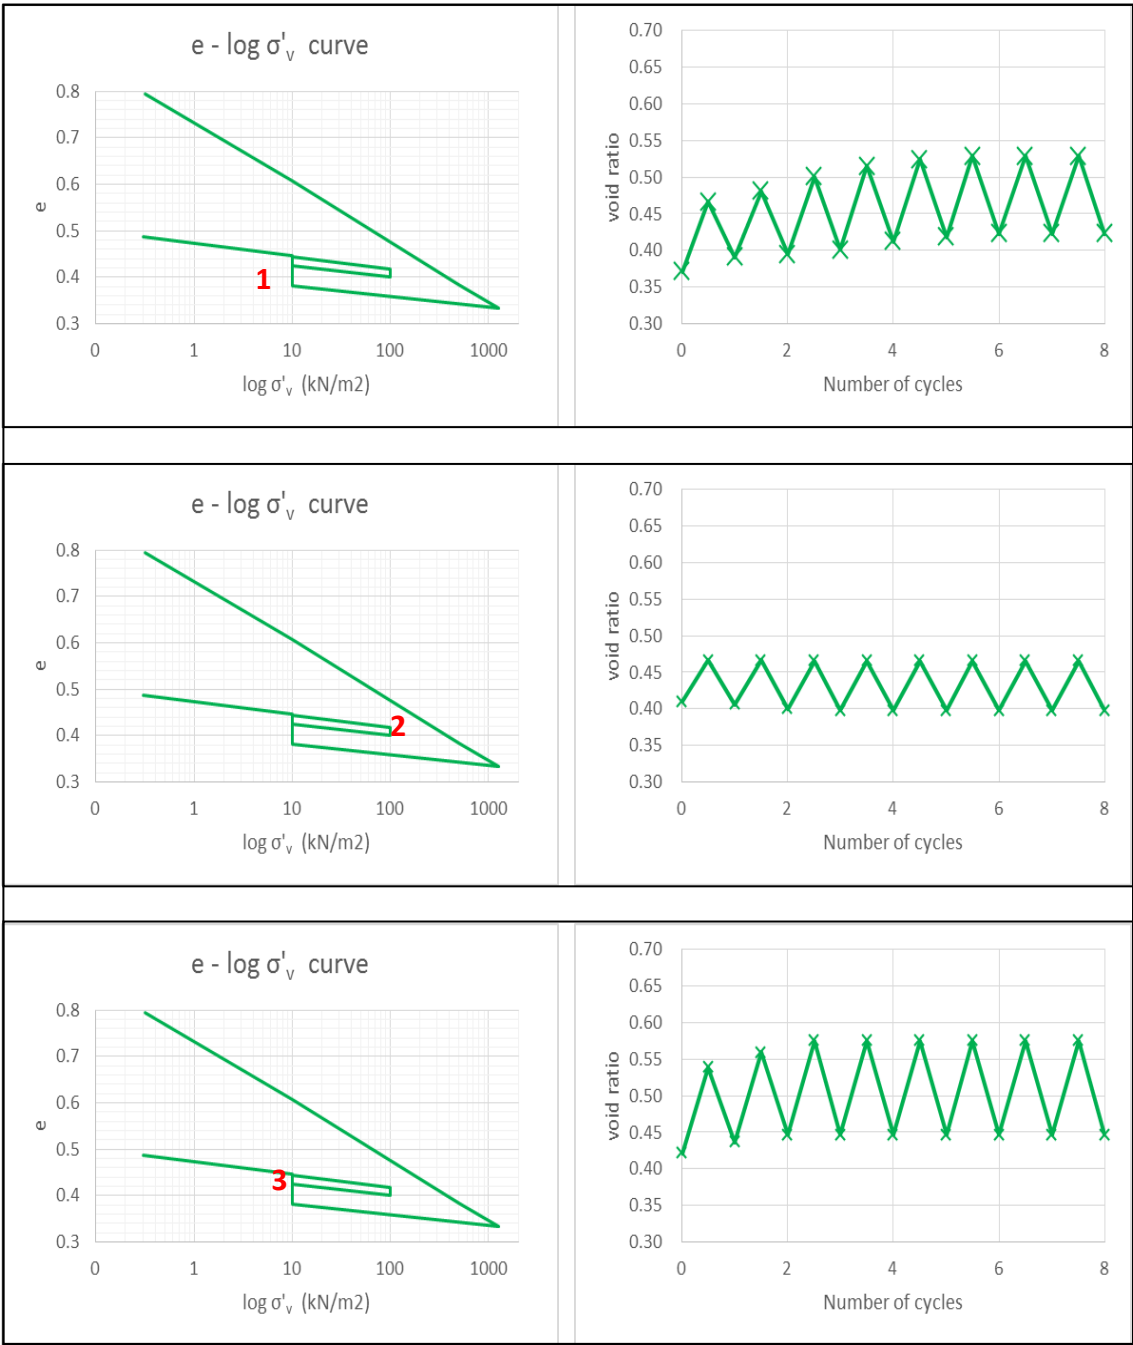 e - log σ'v curve
0.8
0.7
0.6
0.5
0.4
0.3
e
1
0 1 10 100 1000
log σ'v (kN/m2)
0.70
0.65
0.60
0.55
0.50
0.45
0.40
0.35
0.30
void ratio
0 2 4 6 8
Number of cycles
e - log σ'v curve
0.8
0.7
0.6
0.5
0.4
0.3
e
2
0 1 10 100 1000
log σ'v (kN/m2)
0.70
0.65
0.60
0.55
0.50
0.45
0.40
0.35
0.30
void ratio
0 2 4 6 8
Number of cycles
e - log σ'v curve
0.8
0.7
0.6
0.5
0.4
0.3
e
3
0 1 10 100 1000
log σ'v (kN/m2)
0.70
0.65
0.60
0.55
0.50
0.45
0.40
0.35
0.30
void ratio
0 2 4 6 8
Number of cycles